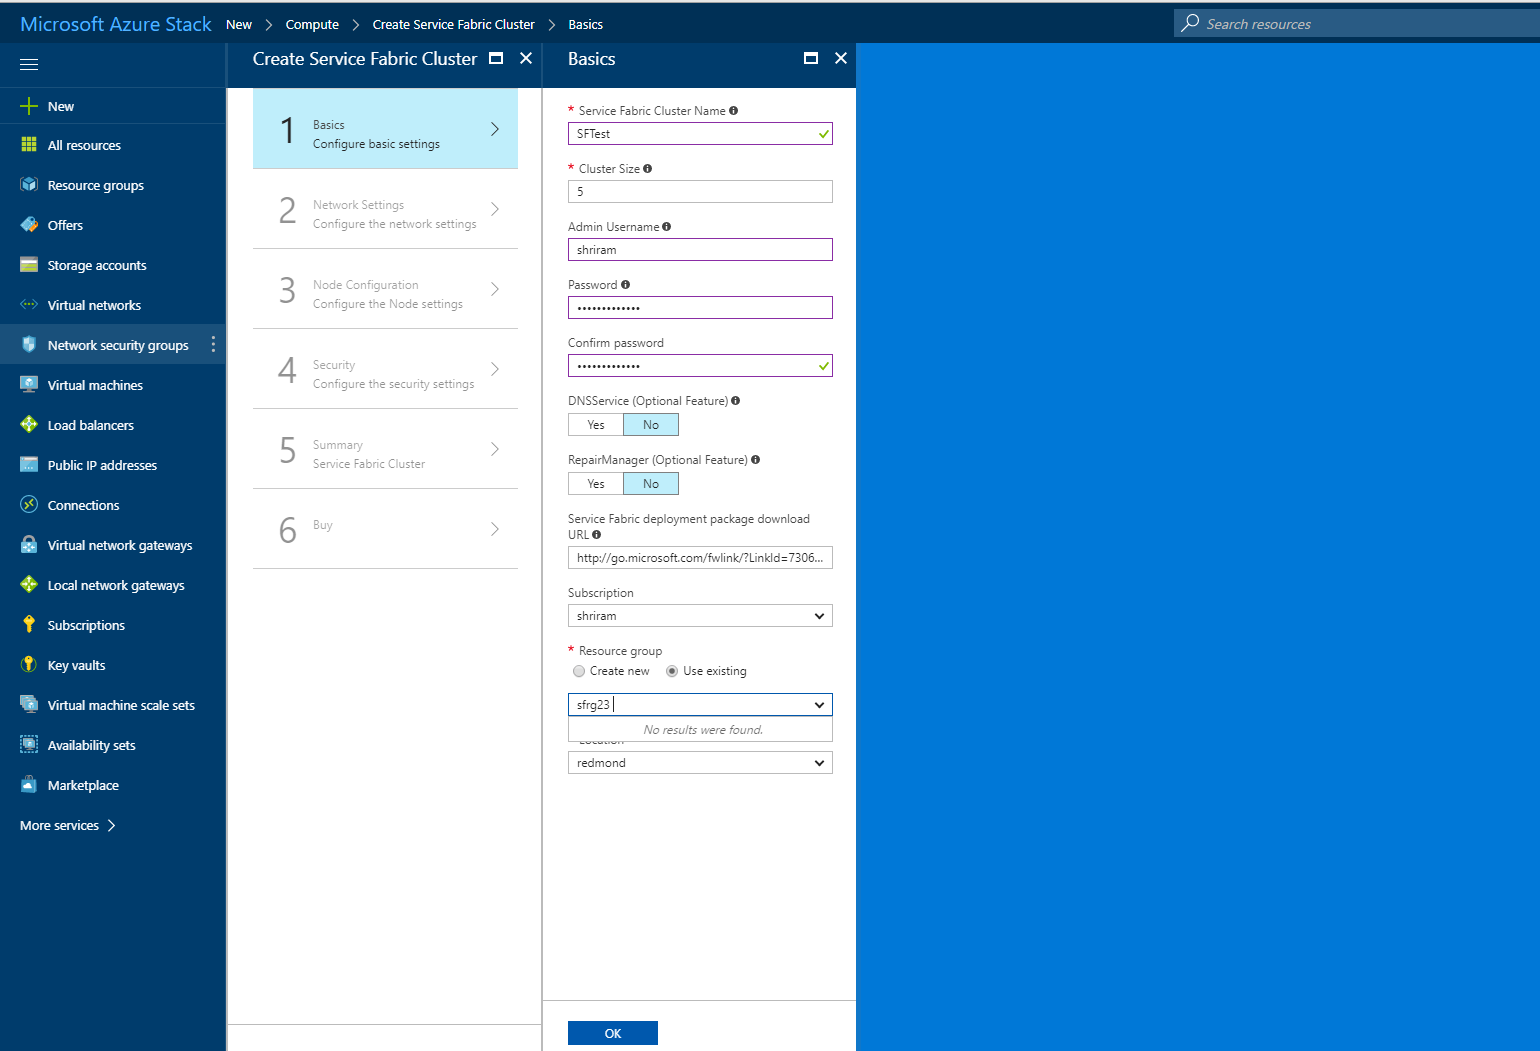 Microsoft Azure Stack New Compute Create Service Fabric Cluster Basics Search resources
New
All resources
Resource groups
Offers
Storage accounts
Virtual networks
Network security groups
Virtual machines
Load balancers
Public IP addresses
Connections
Virtual network gateways
Local network gateways
Subscriptions
Key vaults
Virtual machine scale sets
Availability sets
Marketplace
More services
Create Service Fabric Cluster
1 Basics
Configure basic settings
2 Network Settings
Configure the network settings
3 Node Configuration
Configure the Node settings
4 Security
Configure the security settings
5 Summary
Service Fabric Cluster
6 Buy
Basics
* Service Fabric Cluster Name
SFTest
* Cluster Size
5
Admin Username
shriram
Password
•••••••••••••
Confirm password
•••••••••••••
DNSService (Optional Feature)
Yes No
RepairManager (Optional Feature)
Yes No
Service Fabric deployment package download
URL
http://go.microsoft.com/fwlink/?LinkId=7306...
Subscription
shriram
* Resource group
Create new Use existing
sfrg23
No results were found.
Location
redmond
OK